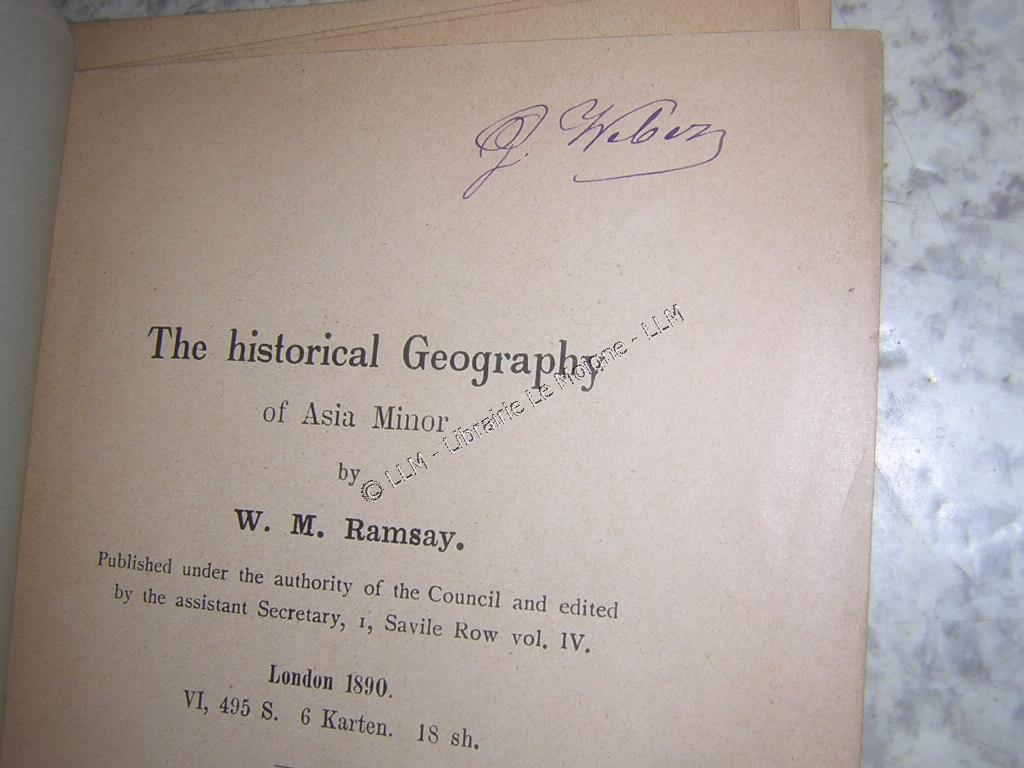 G. Weber
The historical Geography
of Asia Minor
by
© LLM - Librairie Le Moine - LLM
W. M. Ramsay.
Published under the authority of the Council and edited
by the assistant Secretary, 1, Savile Row vol. IV.
London 1890.
VI, 495 S. 6 Karten. 18 sh.